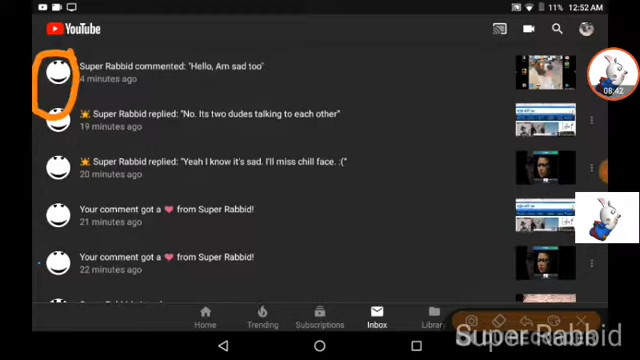 11% 12:52 AM
YouTube
Super Rabbid commented: "Hello, Am sad too"
4 minutes ago
08:42
Super Rabbid replied: "No. Its two dudes talking to each other"
19 minutes ago
Super Rabbid replied: "Yeah I know it's sad. I'll miss chill face. :("
20 minutes ago
Your comment got a ❤ from Super Rabbid!
21 minutes ago
Your comment got a ❤ from Super Rabbid!
22 minutes ago
Home
Trending
Subscriptions
Inbox
Library
Super Rabbid